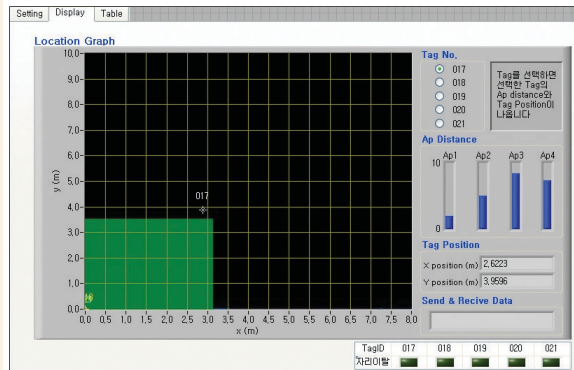 Setting Display Table
Location Graph
10,0
9,0
8,0
7,0
6,0
5,0
4,0
3,0
2,0
1,0
0,0
y (m)
017
0,0 0,5 1,0 1,5 2,0 2,5 3,0 3,5 4,0 4,5 5,0 5,5 6,0 6,5 7,0 7,5 8,0
x (m)
Tag No,
017
018
019
020
021
Tag를 선택하면
선택한 Tag의
Ap distance와
Tag Position이
나옵니다
Ap Distance
Ap1 Ap2 Ap3 Ap4
10
0
Tag Position
X position (m) 2,6223
Y position (m) 3,9596
Send & Recive Data
TagID 017 018 019 020 021
자리이탈